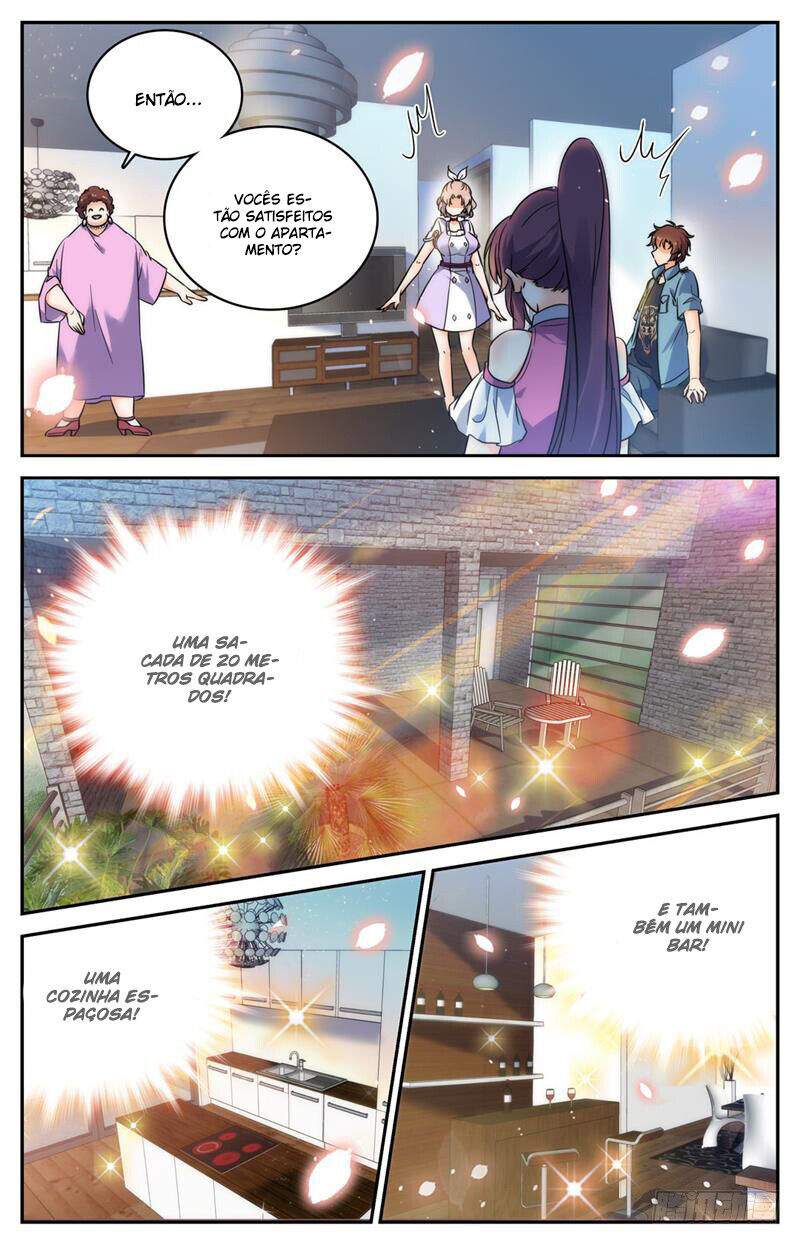 ENTÃO...
VOCÊS ES-
TÃO SATISFEITOS
COM O APARTA-
MENTO?
UMA SA-
CADA DE 20 ME-
TROS QUADRA-
DOS!
E TAM-
BÉM UM MINI
BAR!
UMA
COZINHA ES-
PAÇOSA!